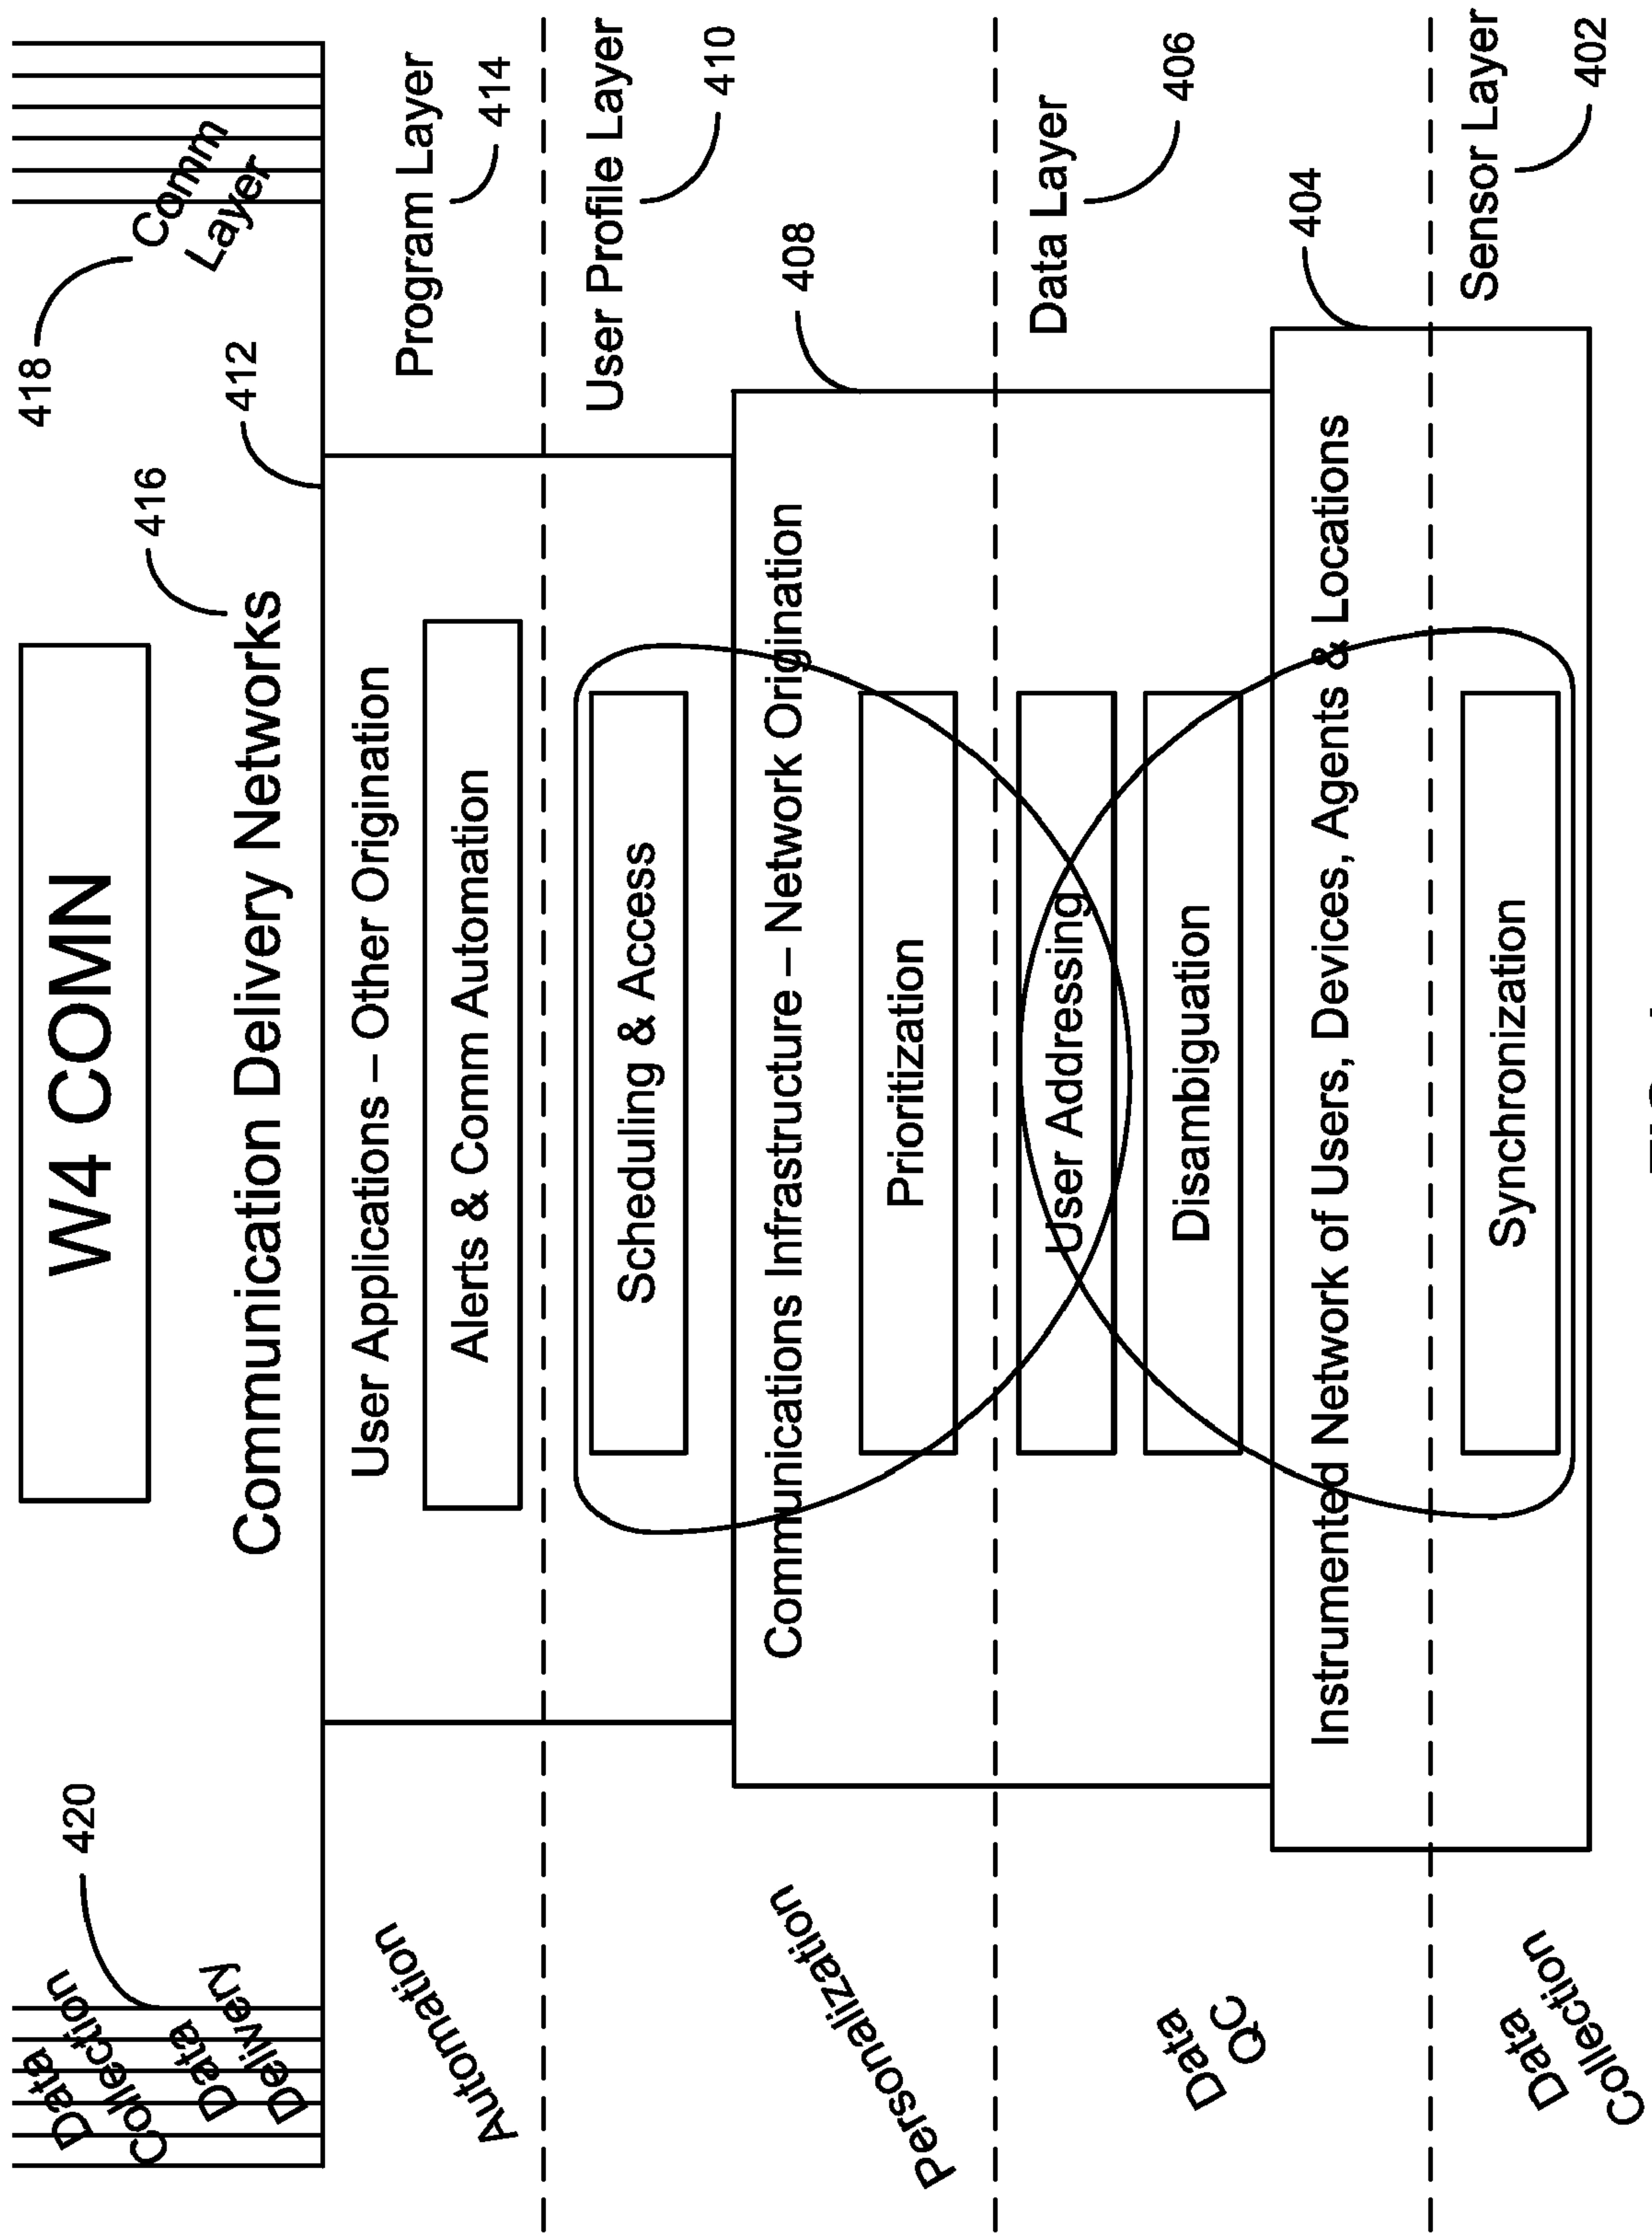 W4 COMN
418
Comm
Layer
416
Communication Delivery Networks
412
420
Data
Collection
Data
Delivery
User Applications – Other Origination
Program Layer
414
Automation
Alerts & Comm Automation
User Profile Layer
410
Scheduling & Access
408
Communications Infrastructure – Network Origination
Personalization
Prioritization
Data Layer
406
User Addressing
Data
QC
Disambiguation
404
Instrumented Network of Users, Devices, Agents & Locations
Sensor Layer
402
Data
Collection
Synchronization